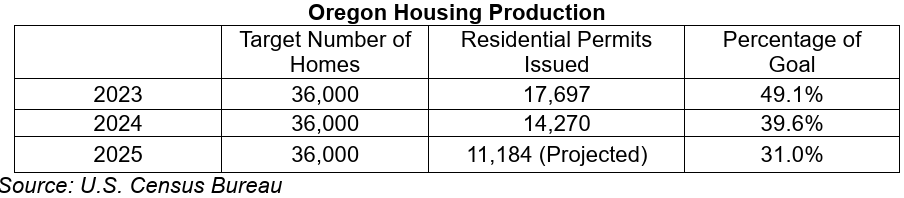 Oregon Housing Production
Target Number of Homes Residential Permits Issued Percentage of Goal
2023 36,000 17,697 49.1%
2024 36,000 14,270 39.6%
2025 36,000 11,184 (Projected) 31.0%
Source: U.S. Census Bureau